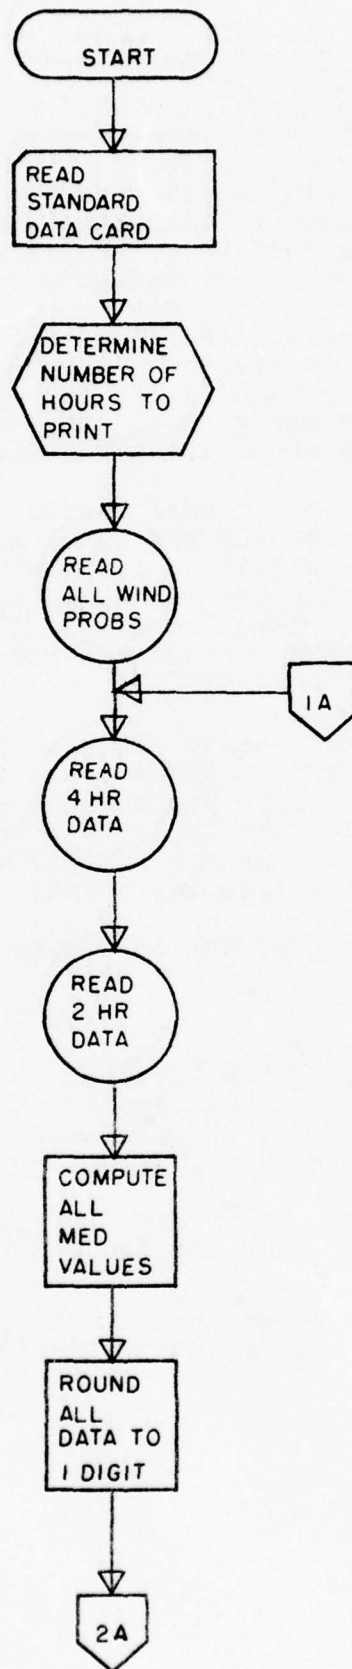 START
READ
STANDARD
DATA CARD
DETERMINE
NUMBER OF
HOURS TO
PRINT
READ
ALL WIND
PROBS
1A
READ
4 HR
DATA
READ
2 HR
DATA
COMPUTE
ALL
MED
VALUES
ROUND
ALL
DATA TO
1 DIGIT
2A